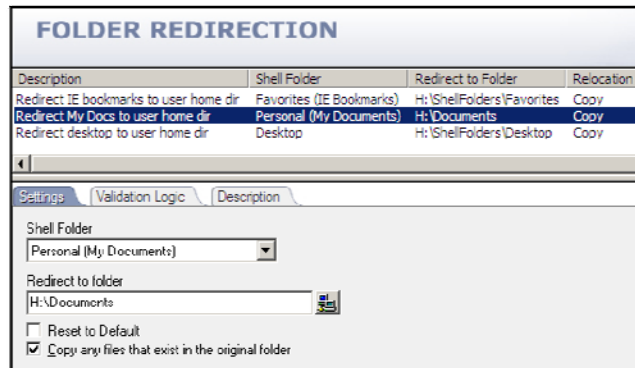 FOLDER REDIRECTION
Description Shell Folder Redirect to Folder Relocation
Redirect IE bookmarks to user home dir Favorites (IE Bookmarks) H:\ShellFolders\Favorites Copy
Redirect My Docs to user home dir Personal (My Documents) H:\Documents Copy
Redirect desktop to user home dir Desktop H:\ShellFolders\Desktop Copy
Settings Validation Logic Description
Shell Folder
Personal (My Documents)
Redirect to folder
H:\Documents
Reset to Default
Copy any files that exist in the original folder